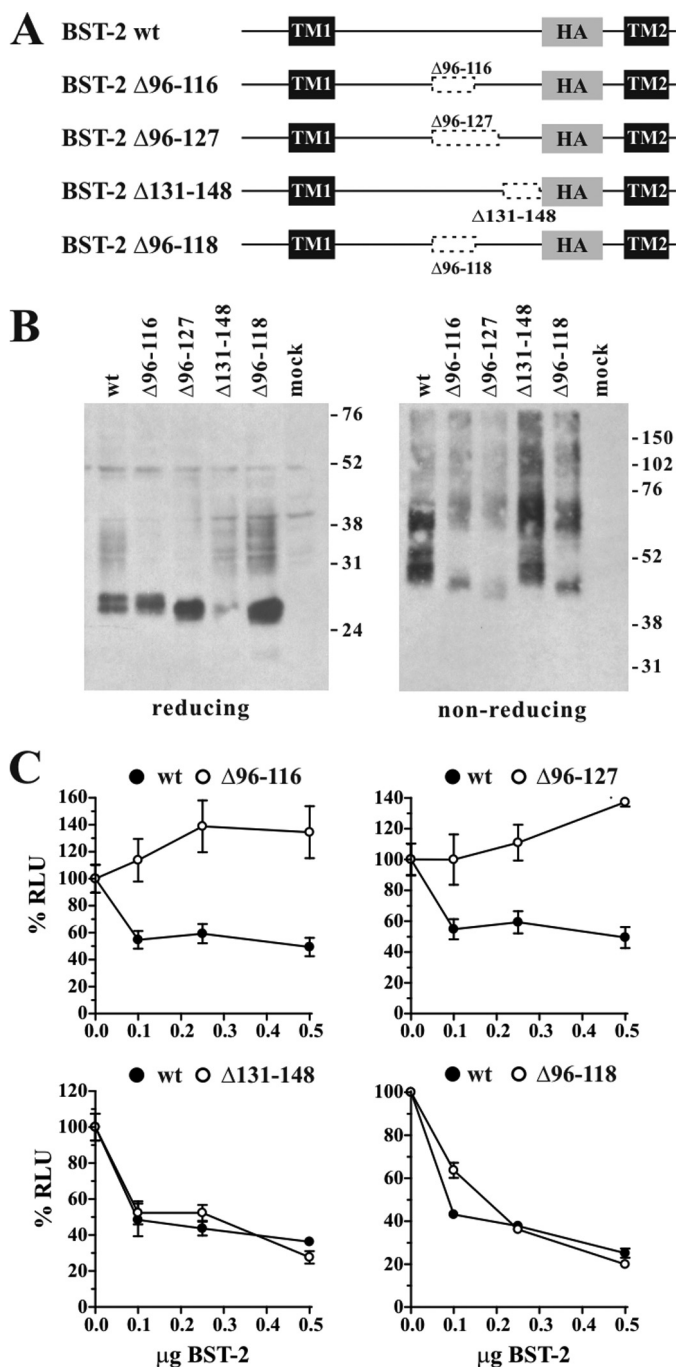 A
BST-2 wt TM1 HA TM2
BST-2 Δ96-116 TM1 Δ96-116 HA TM2
BST-2 Δ96-127 TM1 Δ96-127 HA TM2
BST-2 Δ131-148 TM1 Δ131-148 HA TM2
BST-2 Δ96-118 TM1 Δ96-118 HA TM2
B
wt Δ96-116 Δ96-127 Δ131-148 Δ96-118 mock
-76
-52
-38
-31
-24
reducing
wt Δ96-116 Δ96-127 Δ131-148 Δ96-118 mock
-150
-102
-76
-52
-38
-31
non-reducing
C
wt Δ96-116
% RLU
160
140
120
100
80
60
40
20
0
0.0 0.1 0.2 0.3 0.4 0.5
wt Δ96-127
140
120
100
80
60
40
20
0
0.0 0.1 0.2 0.3 0.4 0.5
wt Δ131-148
% RLU
120
100
80
60
40
20
0
0.0 0.1 0.2 0.3 0.4 0.5
µg BST-2
wt Δ96-118
100
80
60
40
20
0
0.0 0.1 0.2 0.3 0.4 0.5
µg BST-2